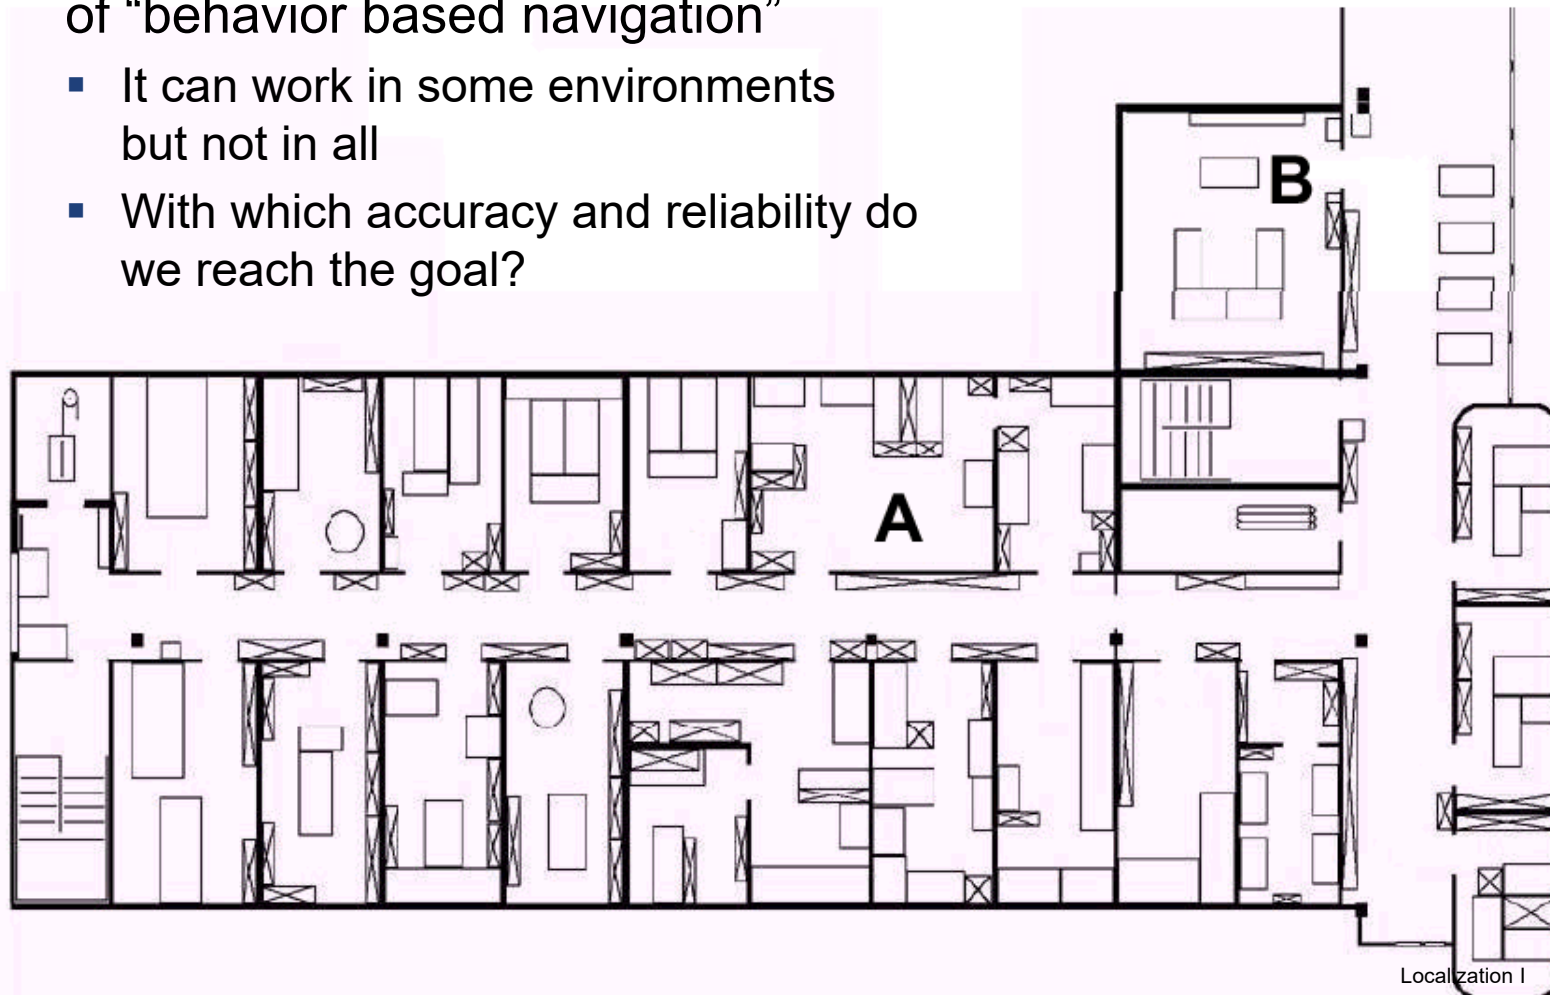 of “behavior based navigation”
▪ It can work in some environments
but not in all
▪ With which accuracy and reliability do
we reach the goal?
B
A
Localization I